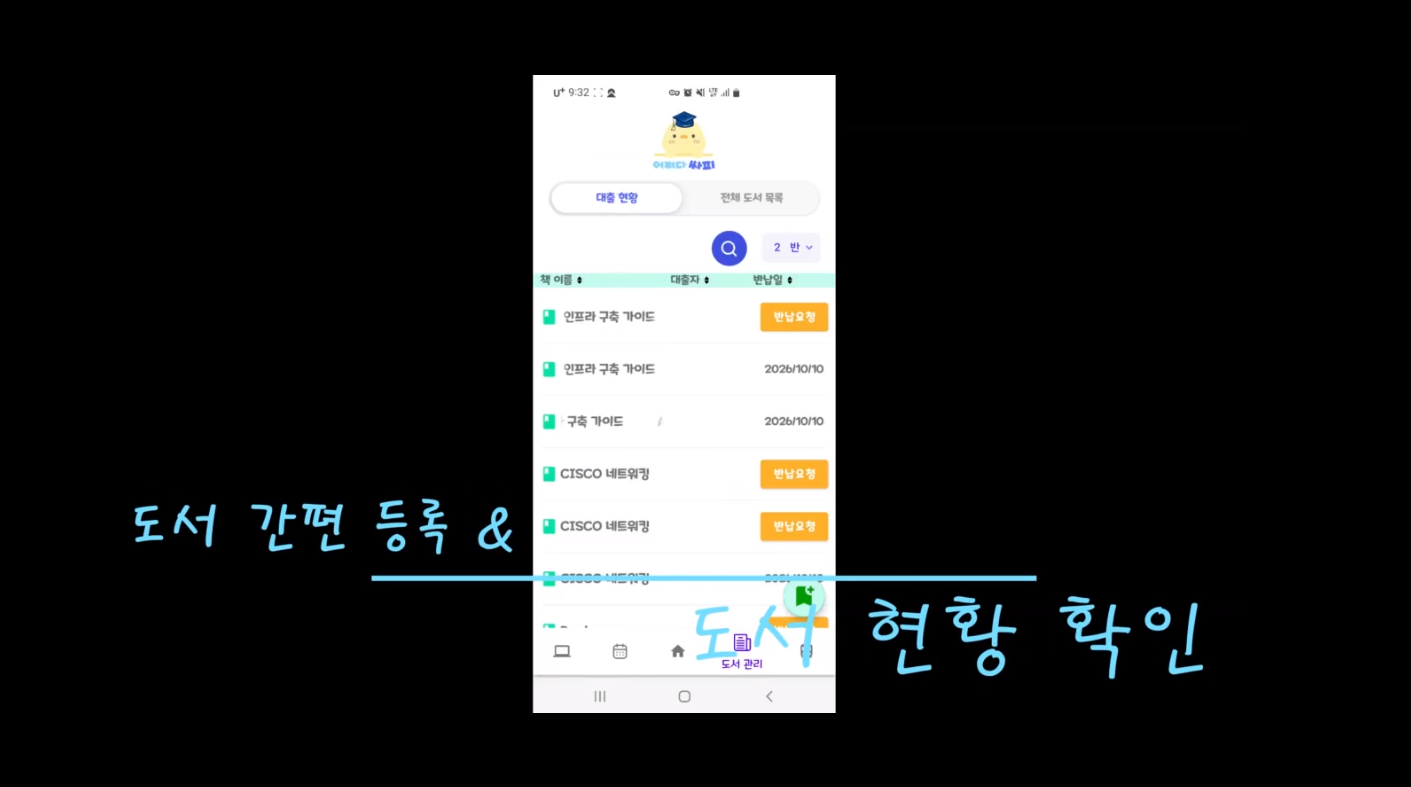 U+ 9:32
어쩌다 싸피
대출 현황 전체 도서 목록
2 반
책 이름 대출자 반납일
인프라 구축 가이드 반납요청
인프라 구축 가이드 2026/10/10
구축 가이드 2026/10/10
CISCO 네트워킹 반납요청
CISCO 네트워킹 반납요청
도서 간편 등록 &
CISCO 네트워킹
도서 현황 확인
도서 관리